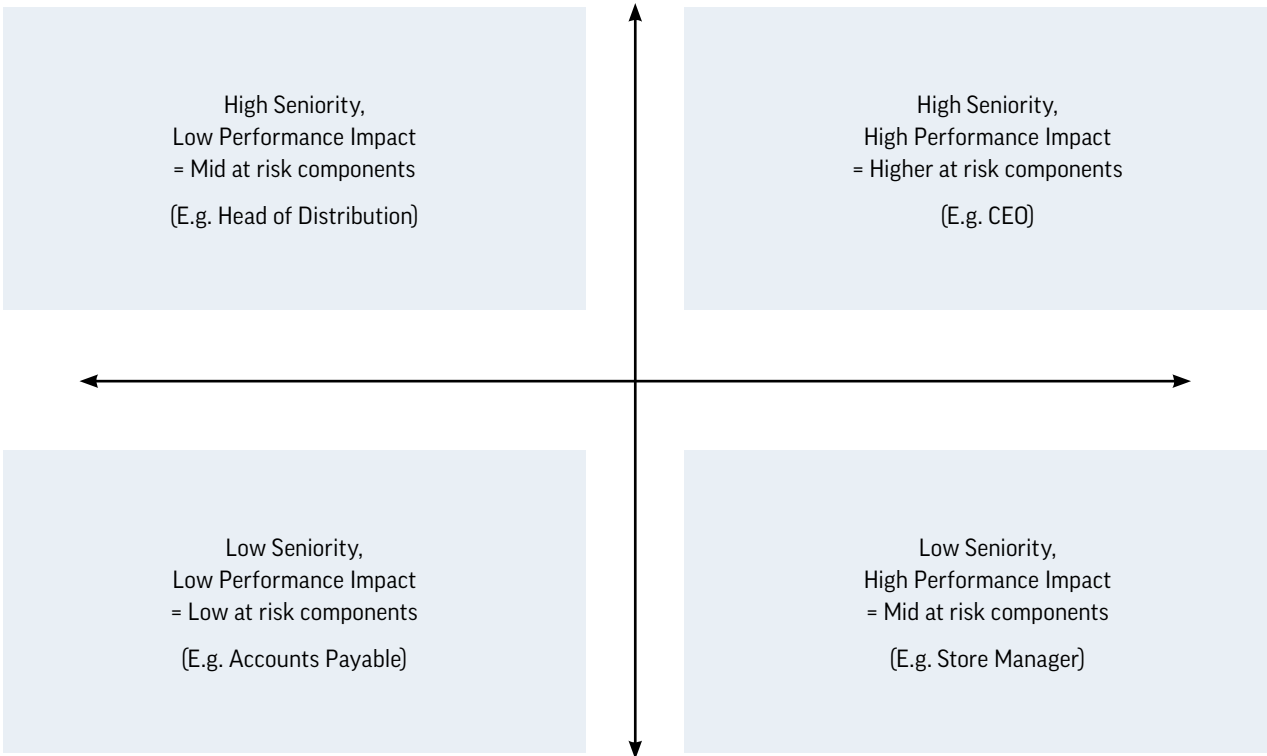 High Seniority,
Low Performance Impact
= Mid at risk components
(E.g. Head of Distribution)
High Seniority,
High Performance Impact
= Higher at risk components
(E.g. CEO)
Low Seniority,
Low Performance Impact
= Low at risk components
(E.g. Accounts Payable)
Low Seniority,
High Performance Impact
= Mid at risk components
(E.g. Store Manager)